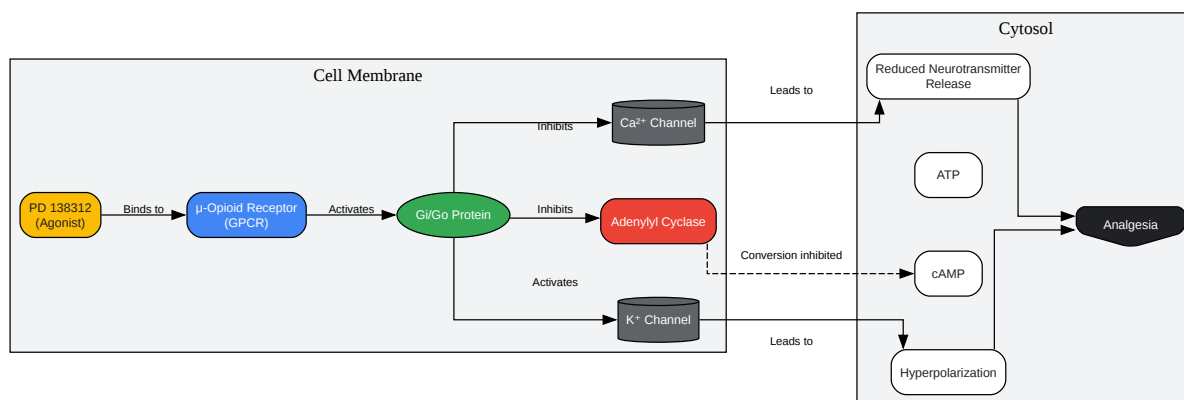 Cytosol
Cell Membrane
Reduced Neurotransmitter
Release
Leads to
Ca²⁺ Channel
Inhibits
ATP
PD 138312
(Agonist)
Binds to
μ-Opioid Receptor
(GPCR)
Activates
Gi/Go Protein
Inhibits
Adenylyl Cyclase
Analgesia
Conversion inhibited
cAMP
Activates
K⁺ Channel
Leads to
Hyperpolarization